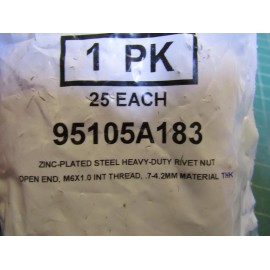 1 PK
25 EACH
95105A183
ZINC-PLATED STEEL HEAVY-DUTY RIVET NUT
OPEN END, M6X1.0 INT THREAD, .7-4.2MM MATERIAL THK